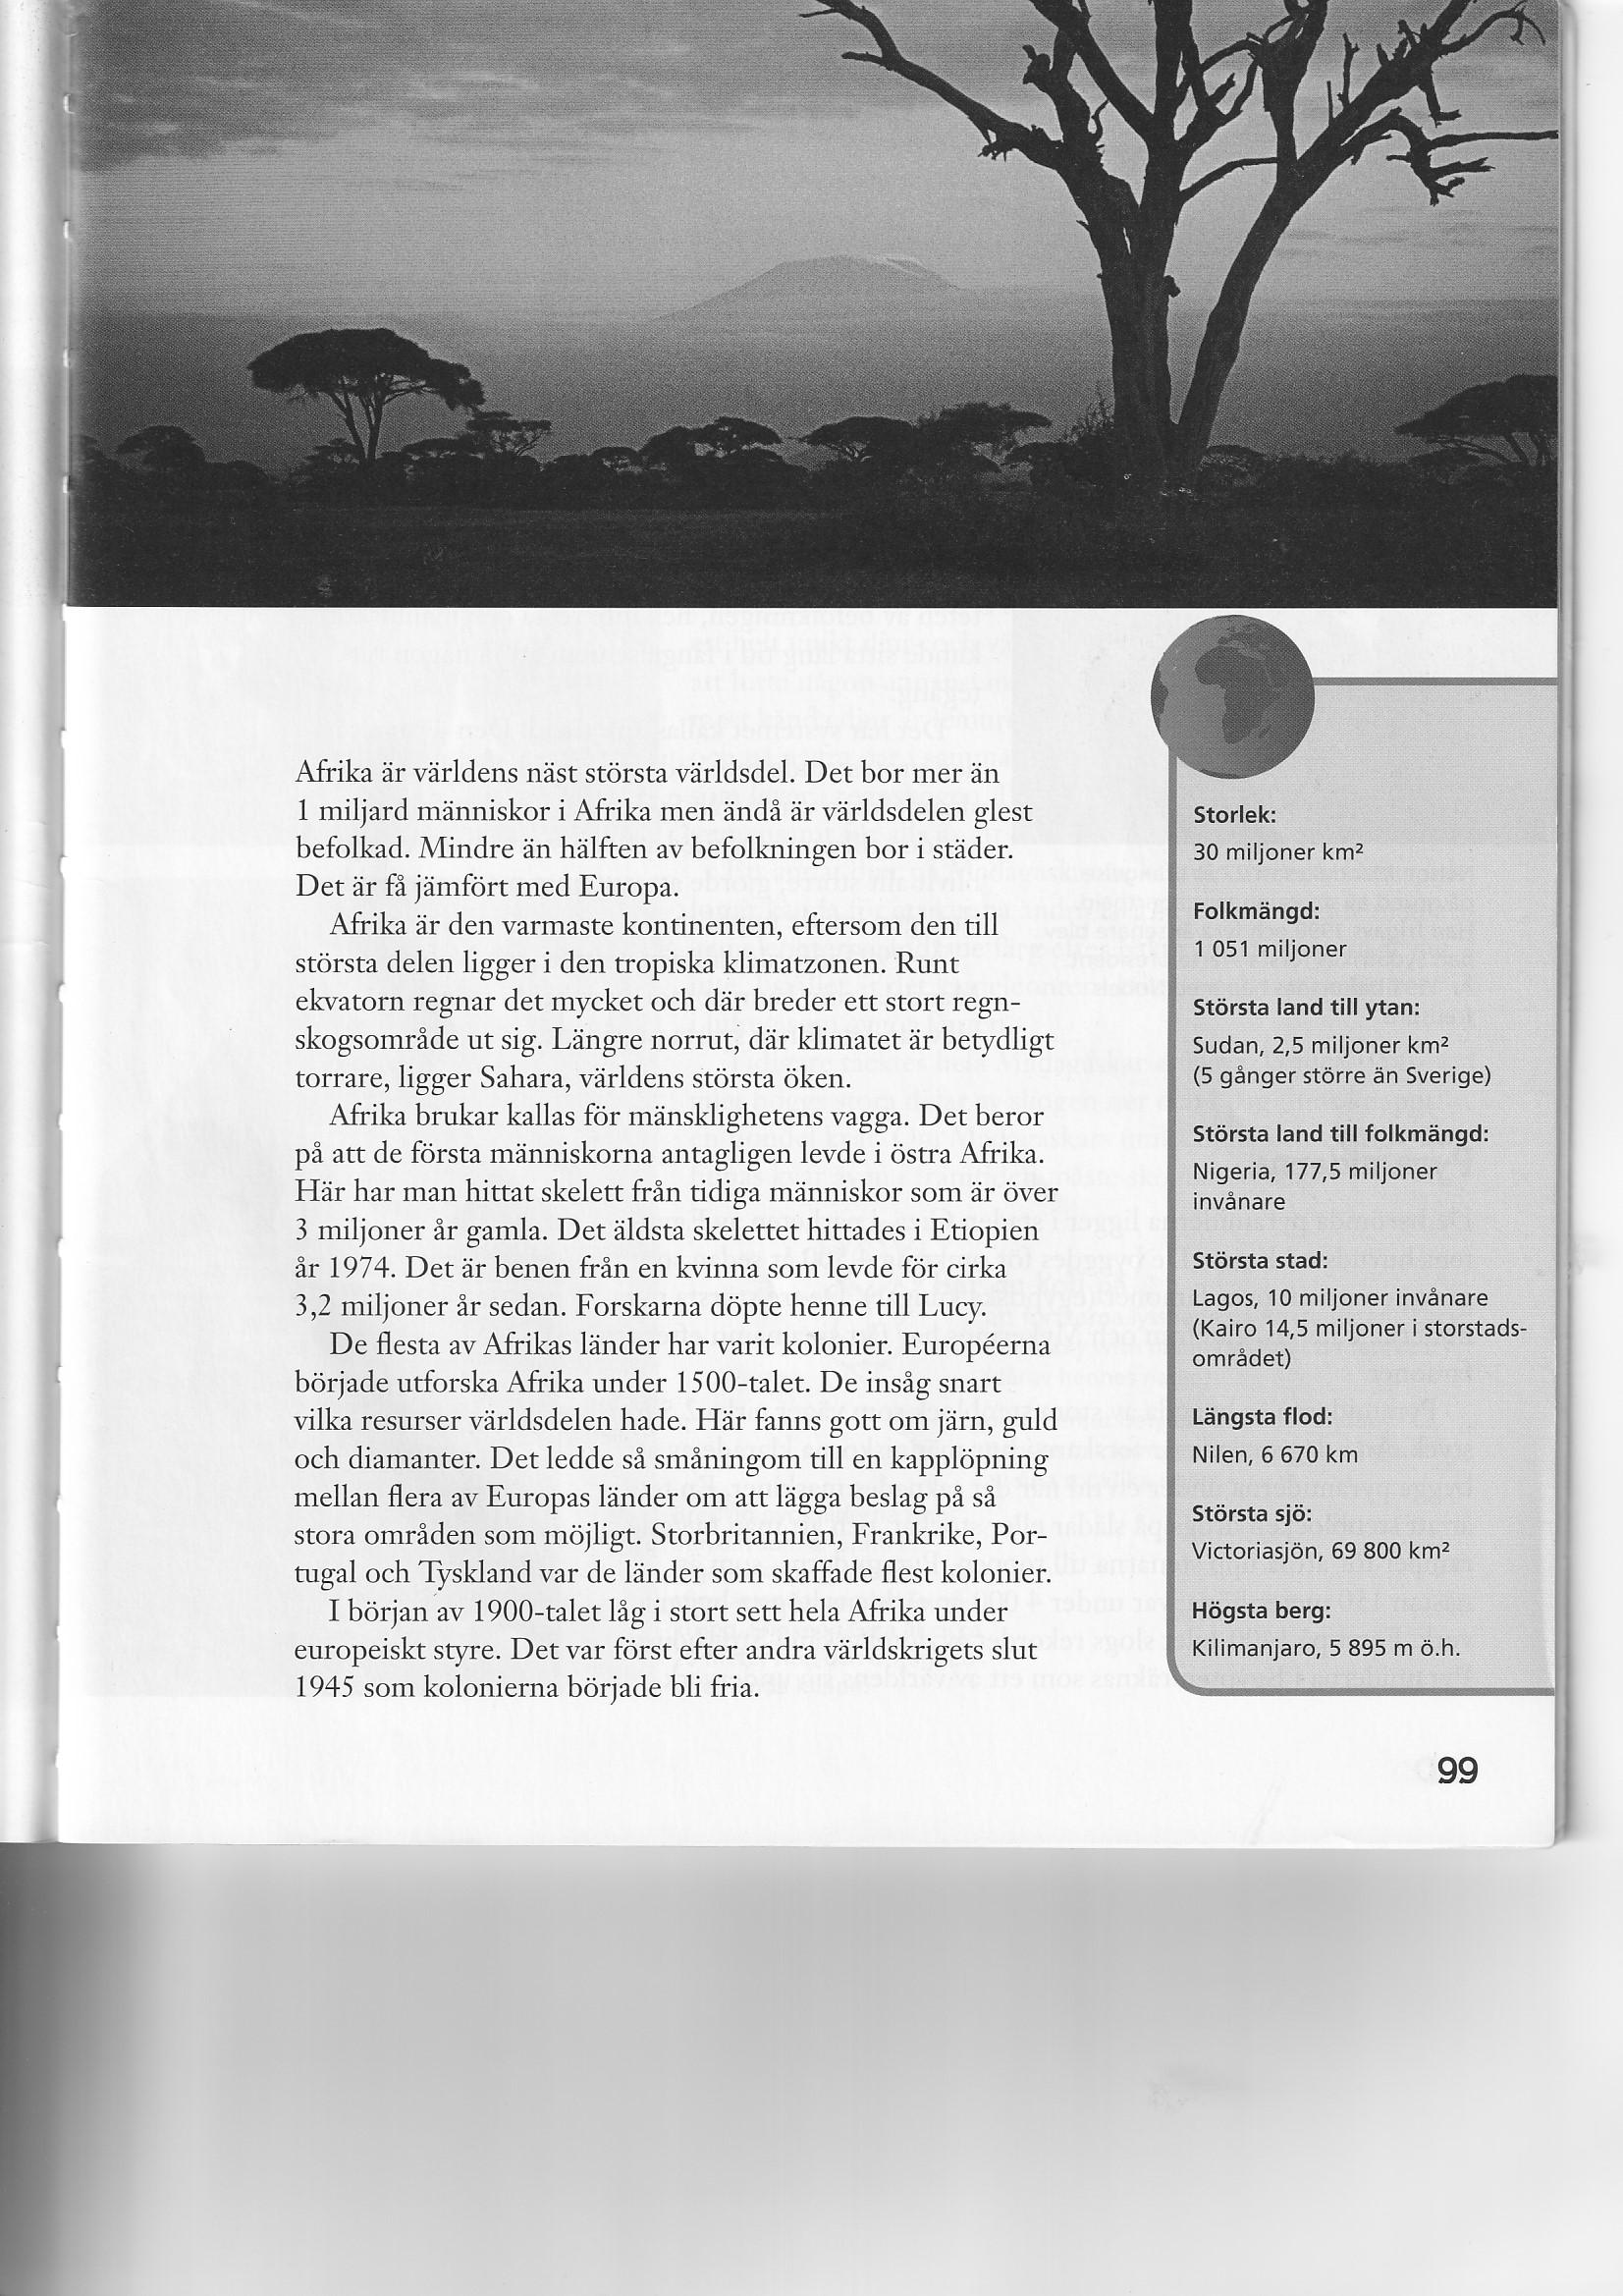 Afrika är världens näst största världsdel. Det bor mer än
1 miljard människor i Afrika men ändå är världsdelen glest
befolkad. Mindre än hälften av befolkningen bor i städer.
Det är få jämfört med Europa.
Afrika är den varmaste kontinenten, eftersom den till
största delen ligger i den tropiska klimatzonen. Runt
ekvatorn regnar det mycket och där breder ett stort regn-
skogsområde ut sig. Längre norrut, där klimatet är betydligt
torrare, ligger Sahara, världens största öken.
Afrika brukar kallas för mänsklighetens vagga. Det beror
på att de första människorna antagligen levde i östra Afrika.
Här har man hittat skelett från tidiga människor som är över
3 miljoner år gamla. Det äldsta skelettet hittades i Etiopien
år 1974. Det är benen från en kvinna som levde för cirka
3,2 miljoner år sedan. Forskarna döpte henne till Lucy.
De flesta av Afrikas länder har varit kolonier. Européerna
började utforska Afrika under 1500-talet. De insåg snart
vilka resurser världsdelen hade. Här fanns gott om järn, guld
och diamanter. Det ledde så småningom till en kapplöpning
mellan flera av Europas länder om att lägga beslag på så
stora områden som möjligt. Storbritannien, Frankrike, Por-
tugal och Tyskland var de länder som skaffade flest kolonier.
I början av 1900-talet låg i stort sett hela Afrika under
europeiskt styre. Det var först efter andra världskrigets slut
1945 som kolonierna började bli fria.
Storlek:
30 miljoner km²
Folkmängd:
1 051 miljoner
Största land till ytan:
Sudan, 2,5 miljoner km²
(5 gånger större än Sverige)
Största land till folkmängd:
Nigeria, 177,5 miljoner
invånare
Största stad:
Lagos, 10 miljoner invånare
(Kairo 14,5 miljoner i storstads-
området)
Längsta flod:
Nilen, 6 670 km
Största sjö:
Victoriasjön, 69 800 km²
Högsta berg:
Kilimanjaro, 5 895 m ö.h.
99